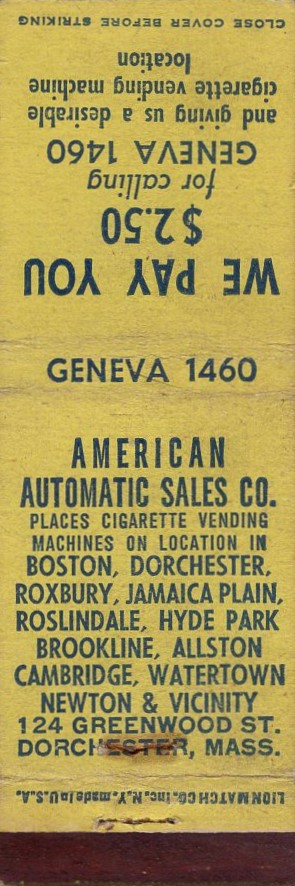 CLOSE COVER BEFORE STRIKING
WE PAY YOU
$2.50
for calling
GENEVA 1460
and giving us a desirable
cigarette vending machine
location
GENEVA 1460
AMERICAN
AUTOMATIC SALES CO.
PLACES CIGARETTE VENDING
MACHINES ON LOCATION IN
BOSTON, DORCHESTER,
ROXBURY, JAMAICA PLAIN,
ROSLINDALE, HYDE PARK
BROOKLINE, ALLSTON
CAMBRIDGE, WATERTOWN
NEWTON & VICINITY
124 GREENWOOD ST.
DORCHESTER, MASS.
LION MATCH CO. Inc., N.Y. made in U.S.A.